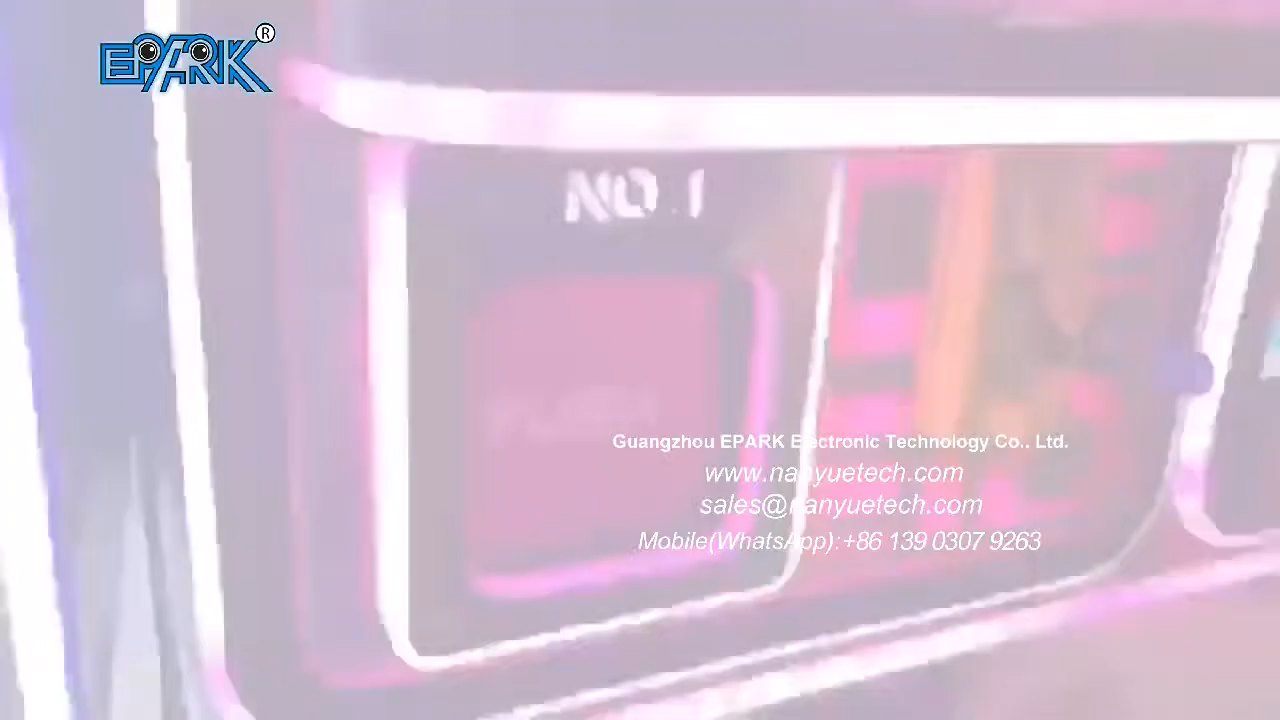 EPARK®
NO.1
PUSH
Guangzhou EPARK Electronic Technology Co.. Ltd.
www.nanyuetech.com
sales@nanyuetech.com
Mobile(WhatsApp):+86 139 0307 9263